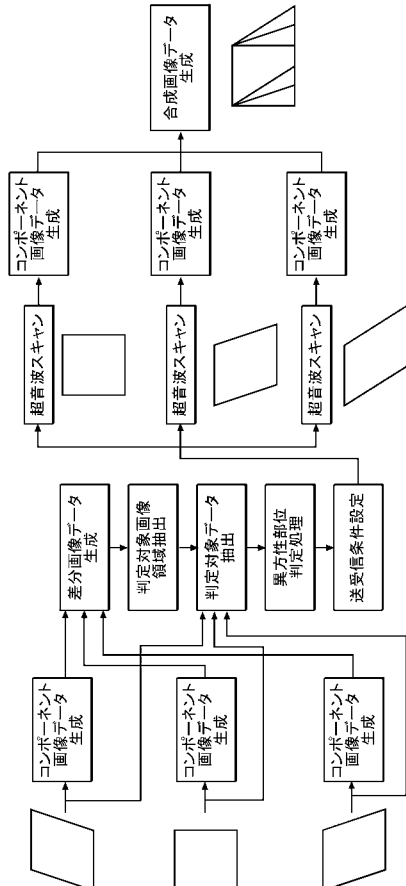 コンポーネント
画像データ
生成
コンポーネント
画像データ
生成
コンポーネント
画像データ
生成
差分画像データ
生成
判定対象画像
領域抽出
判定対象データ
抽出
異方性部位
判定処理
送受信条件設定
超音波スキャン
超音波スキャン
超音波スキャン
コンポーネント
画像データ
生成
コンポーネント
画像データ
生成
コンポーネント
画像データ
生成
合成画像データ
生成